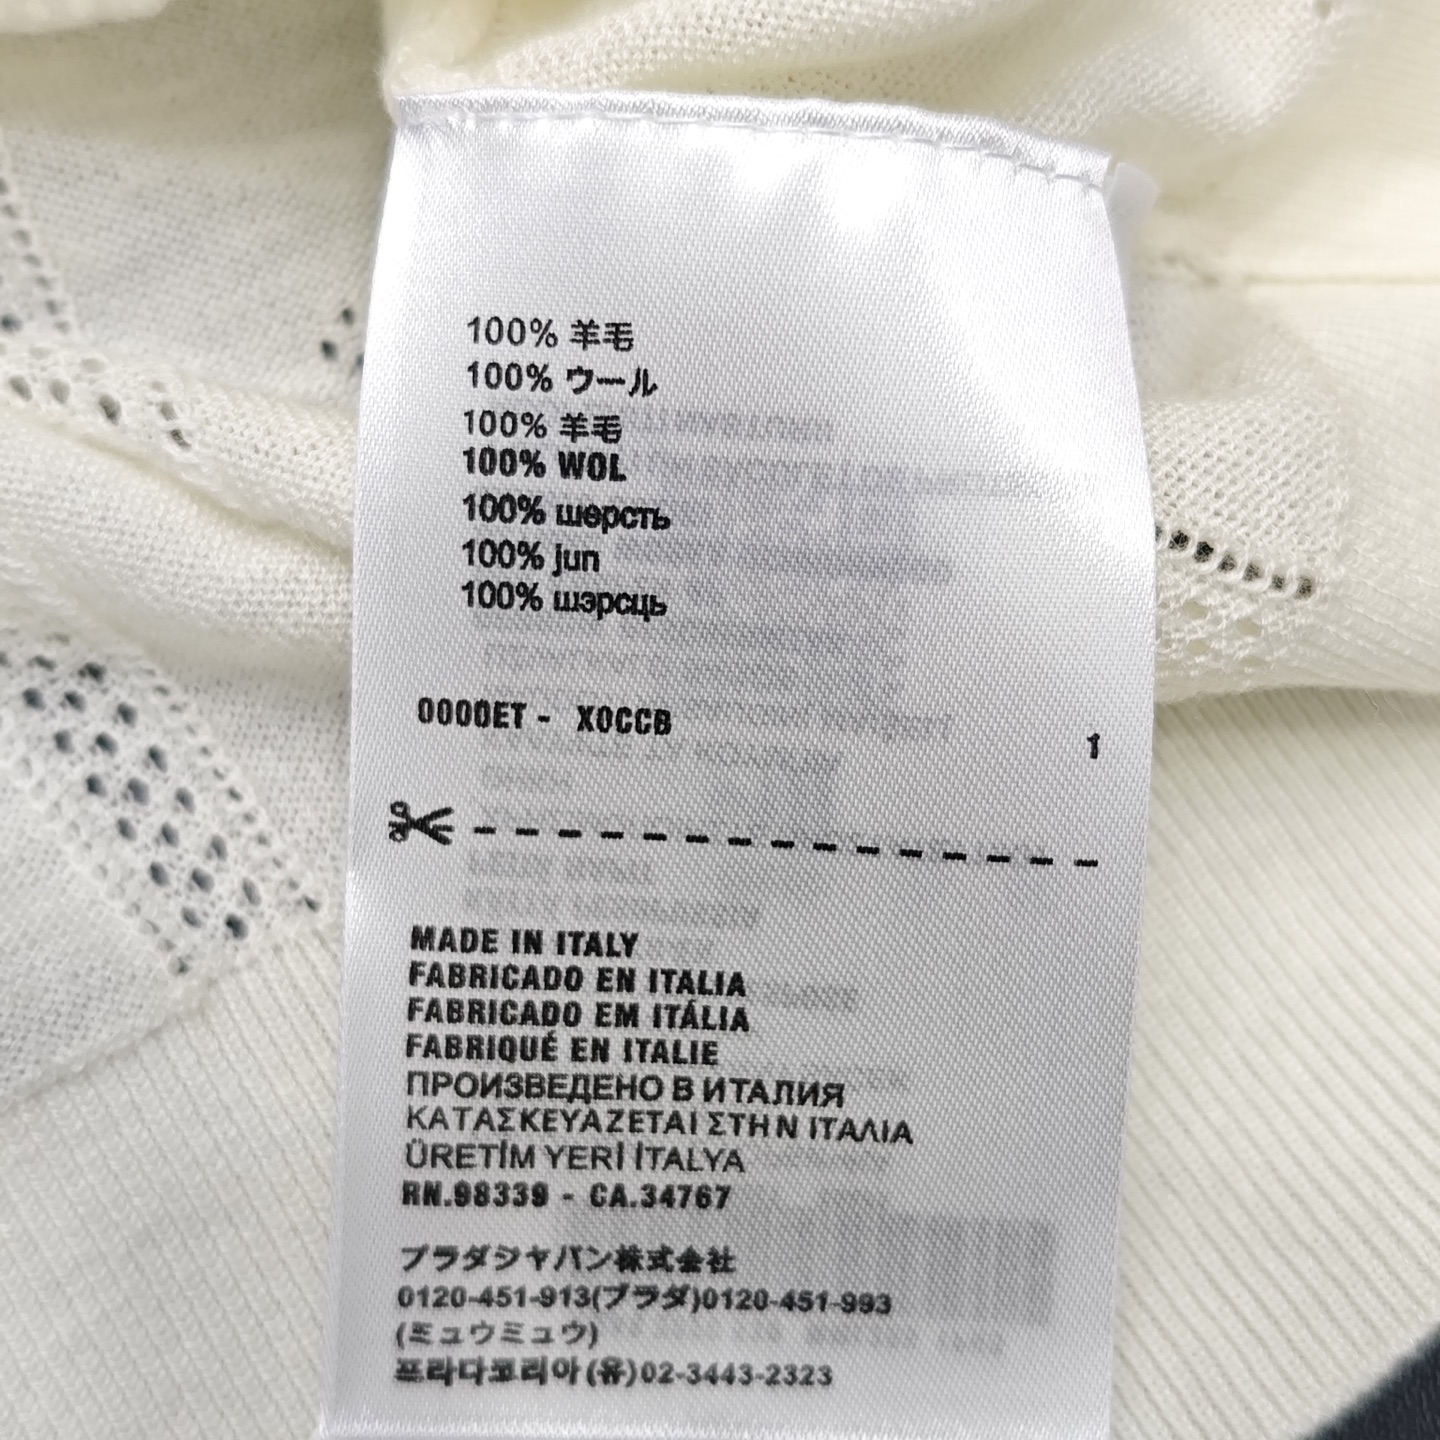 100% 羊毛
100% ウール
100% 羊毛
100% WOL
100% шерсть
100% jun
100% шэрсць
0000ET - X0CCB
1
MADE IN ITALY
FABRICADO EN ITALIA
FABRICADO EM ITÁLIA
FABRIQUÉ EN ITALIE
ПРОИЗВЕДЕНО В ИТАЛИЯ
ΚΑΤΑΣΚΕΥΑΖΕΤΑΙ ΣΤΗΝ ΙΤΑΛΙΑ
ÜRETİM YERİ İTALYA
RN.98339 - CA.34767
プラダジャパン株式会社
0120-451-913(プラダ)0120-451-993
(ミュウミュウ)
프라다코리아(유)02-3443-2323